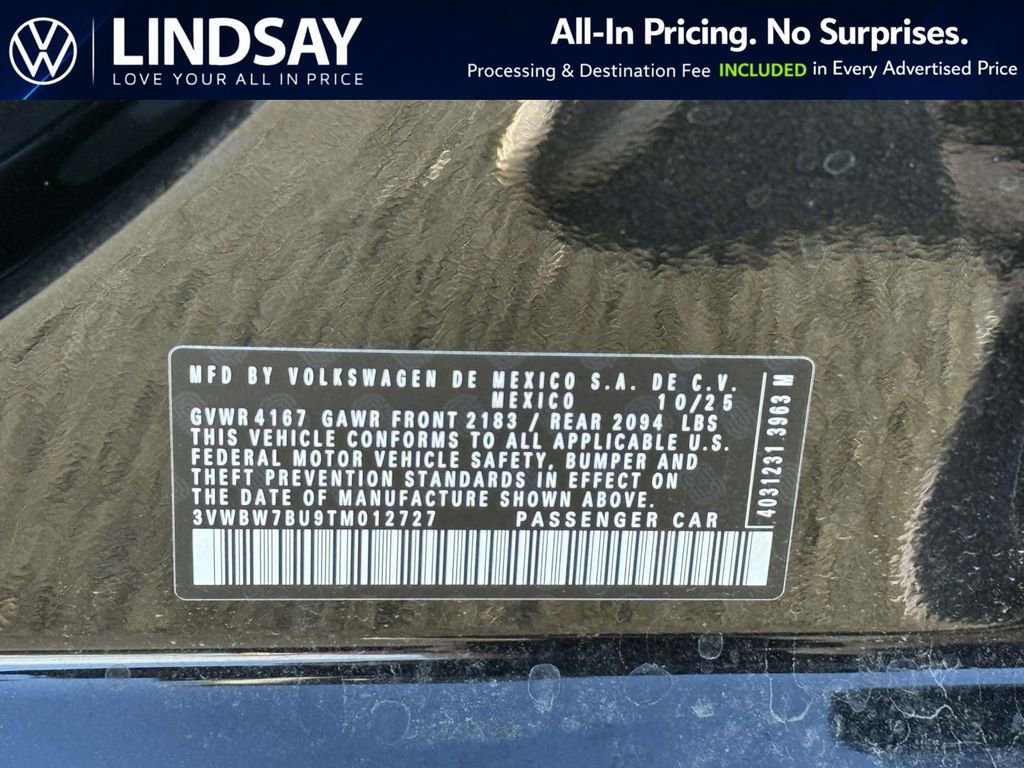 LINDSAY
LOVE YOUR ALL IN PRICE
All-In Pricing. No Surprises.
Processing & Destination Fee INCLUDED in Every Advertised Price
MFD BY VOLKSWAGEN DE MEXICO S.A. DE C.V.
MEXICO 10/25
GVWR 4167 GAWR FRONT 2183 / REAR 2094 LBS
THIS VEHICLE CONFORMS TO ALL APPLICABLE U.S.
FEDERAL MOTOR VEHICLE SAFETY, BUMPER AND
THEFT PREVENTION STANDARDS IN EFFECT ON
THE DATE OF MANUFACTURE SHOWN ABOVE.
3VWBW7BU9TM012727 PASSENGER CAR
4031231 3963 M